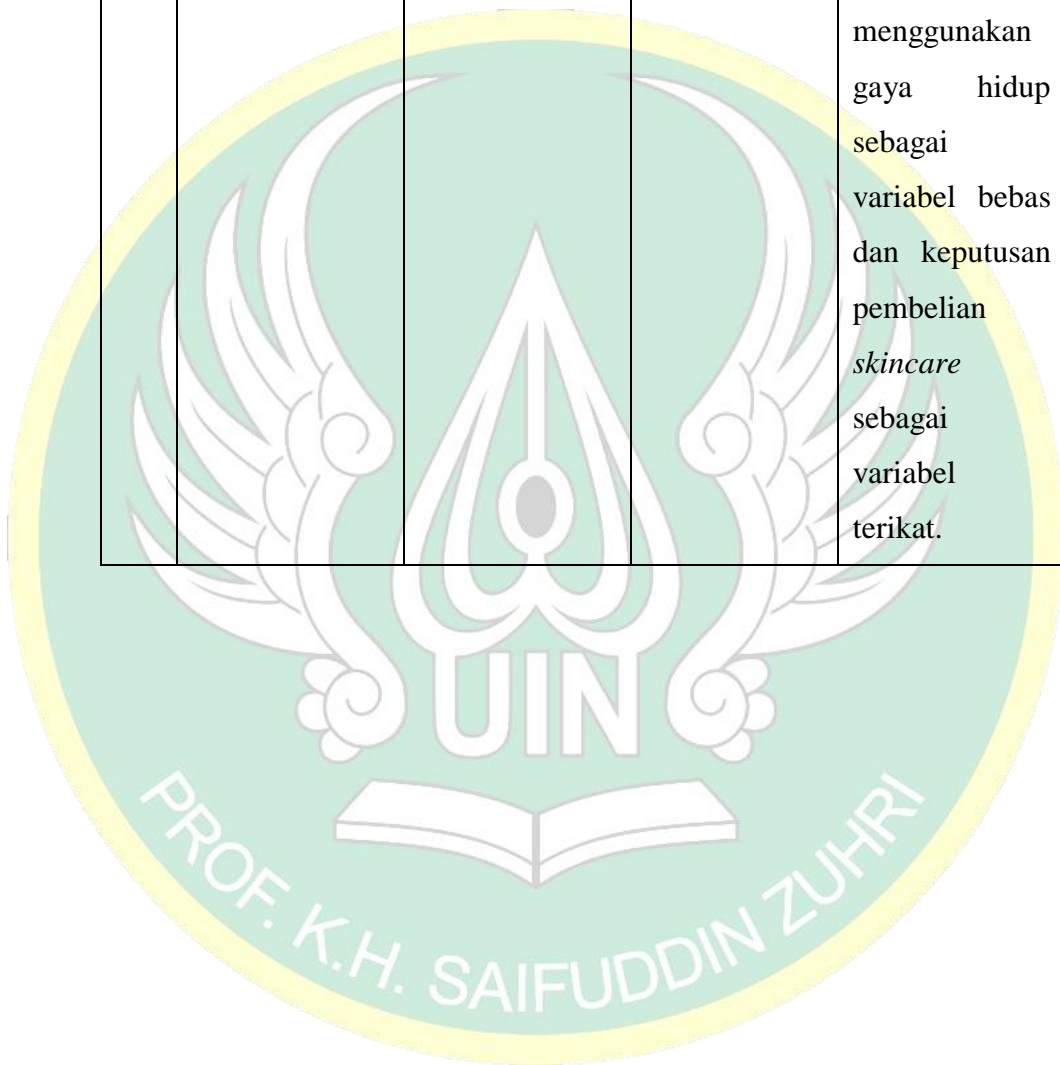 menggunakan
gaya hidup
sebagai
variabel bebas
dan keputusan
pembelian
skincare
sebagai
variabel
terikat.
UIN
PROF. K.H. SAIFUDDIN ZUHRI